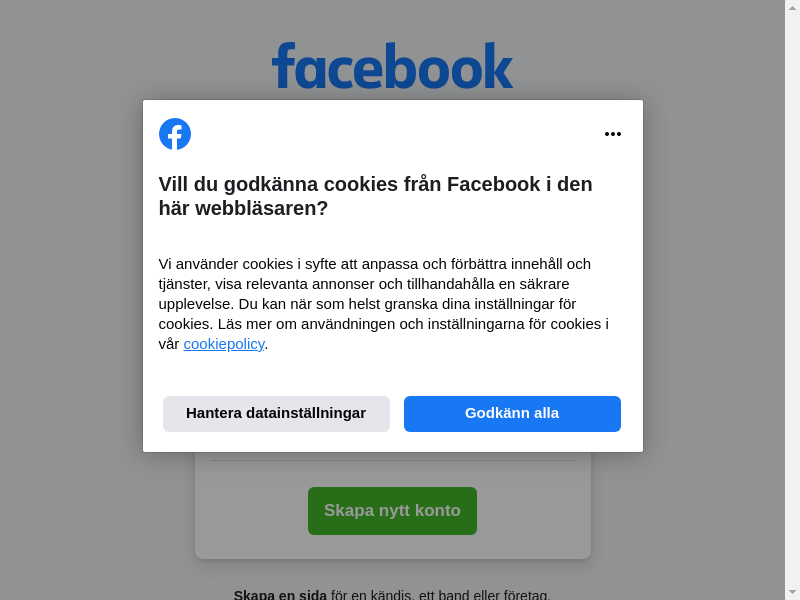 facebook
Vill du godkänna cookies från Facebook i den
här webbläsaren?
Vi använder cookies i syfte att anpassa och förbättra innehåll och
tjänster, visa relevanta annonser och tillhandahålla en säkrare
upplevelse. Du kan när som helst granska dina inställningar för
cookies. Läs mer om användningen och inställningarna för cookies i
vår cookiepolicy.
Hantera datainställningar
Godkänn alla
Skapa nytt konto
Skapa en sida för en kändis, ett band eller företag.